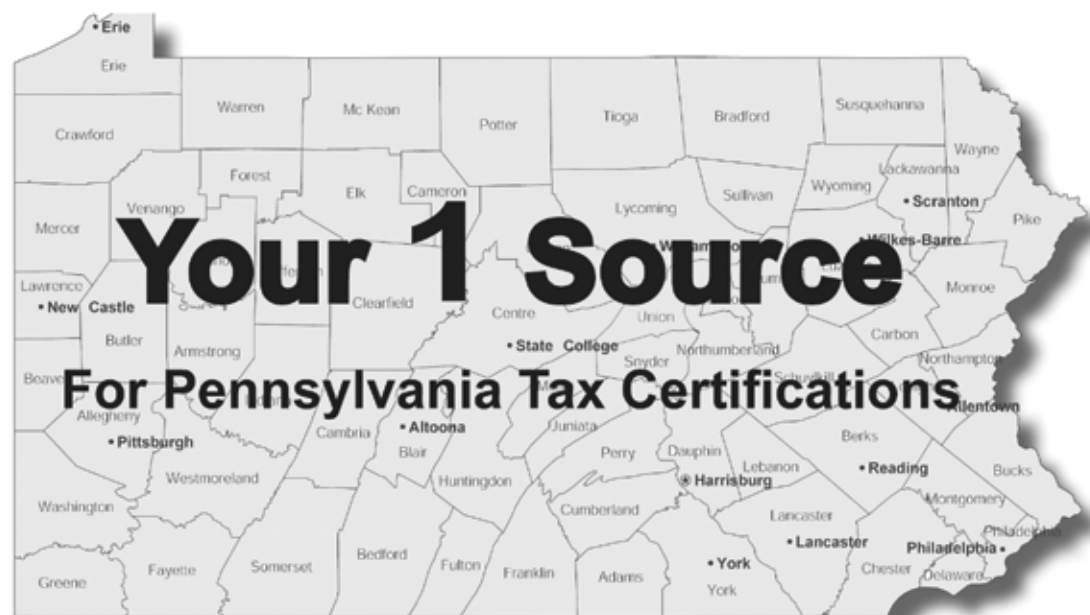 • Erie
Erie
Warren
Mc Kean
Potter
Tioga
Bradford
Susquehanna
Crawford
Wayne
Forest
Elk
Cameron
Lackawanna
Wyoming
Sullivan
• Scranton
Venango
Lycoming
Pike
Mercer
Your 1 Source
• Wilkes-Barre
Lawrence
Clearfield
Monroe
• New Castle
Centre
Union
Butler
Carbon
• State College
Armstrong
Snyder
Northumberland
Northampton
Beaver
Schuylkill
For Pennsylvania Tax Certifications
Allentown
Allegheny
Juniata
• Altoona
Cambria
Berks
• Pittsburgh
Blair
Perry
Dauphin
Lebanon
• Reading
Bucks
Westmoreland
Huntingdon
Harrisburg
Washington
Cumberland
Montgomery
Lancaster
Philadelphia
• Lancaster
Philadelpbia •
Bedford
Somerset
Fulton
Franklin
• York
Fayette
Adams
Chester
Delaware
Greene
York